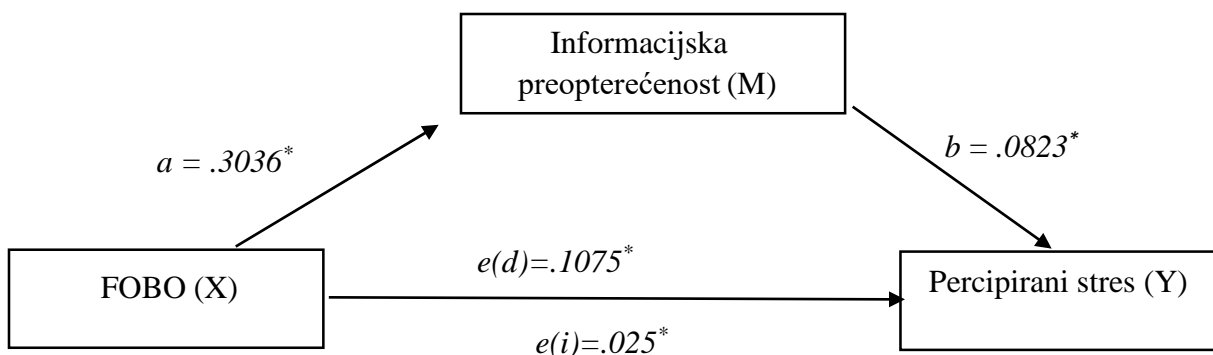 Informacijska
preopterećenost (M)
a = .3036*
b = .0823*
FOBO (X)
e(d)=.1075*
Percipirani stres (Y)
e(i)=.025*